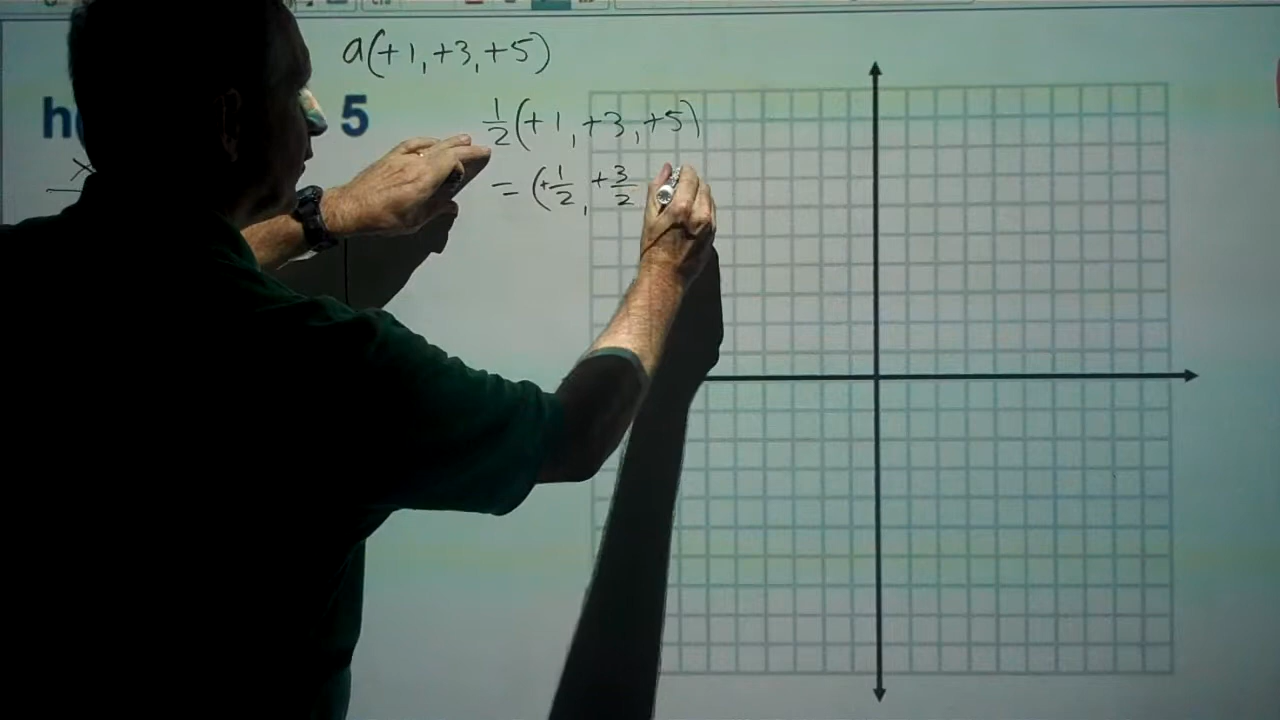 a(+1, +3, +5)
h 5
x
1/2(+1, +3, +5)
= (+1/2, +3/2